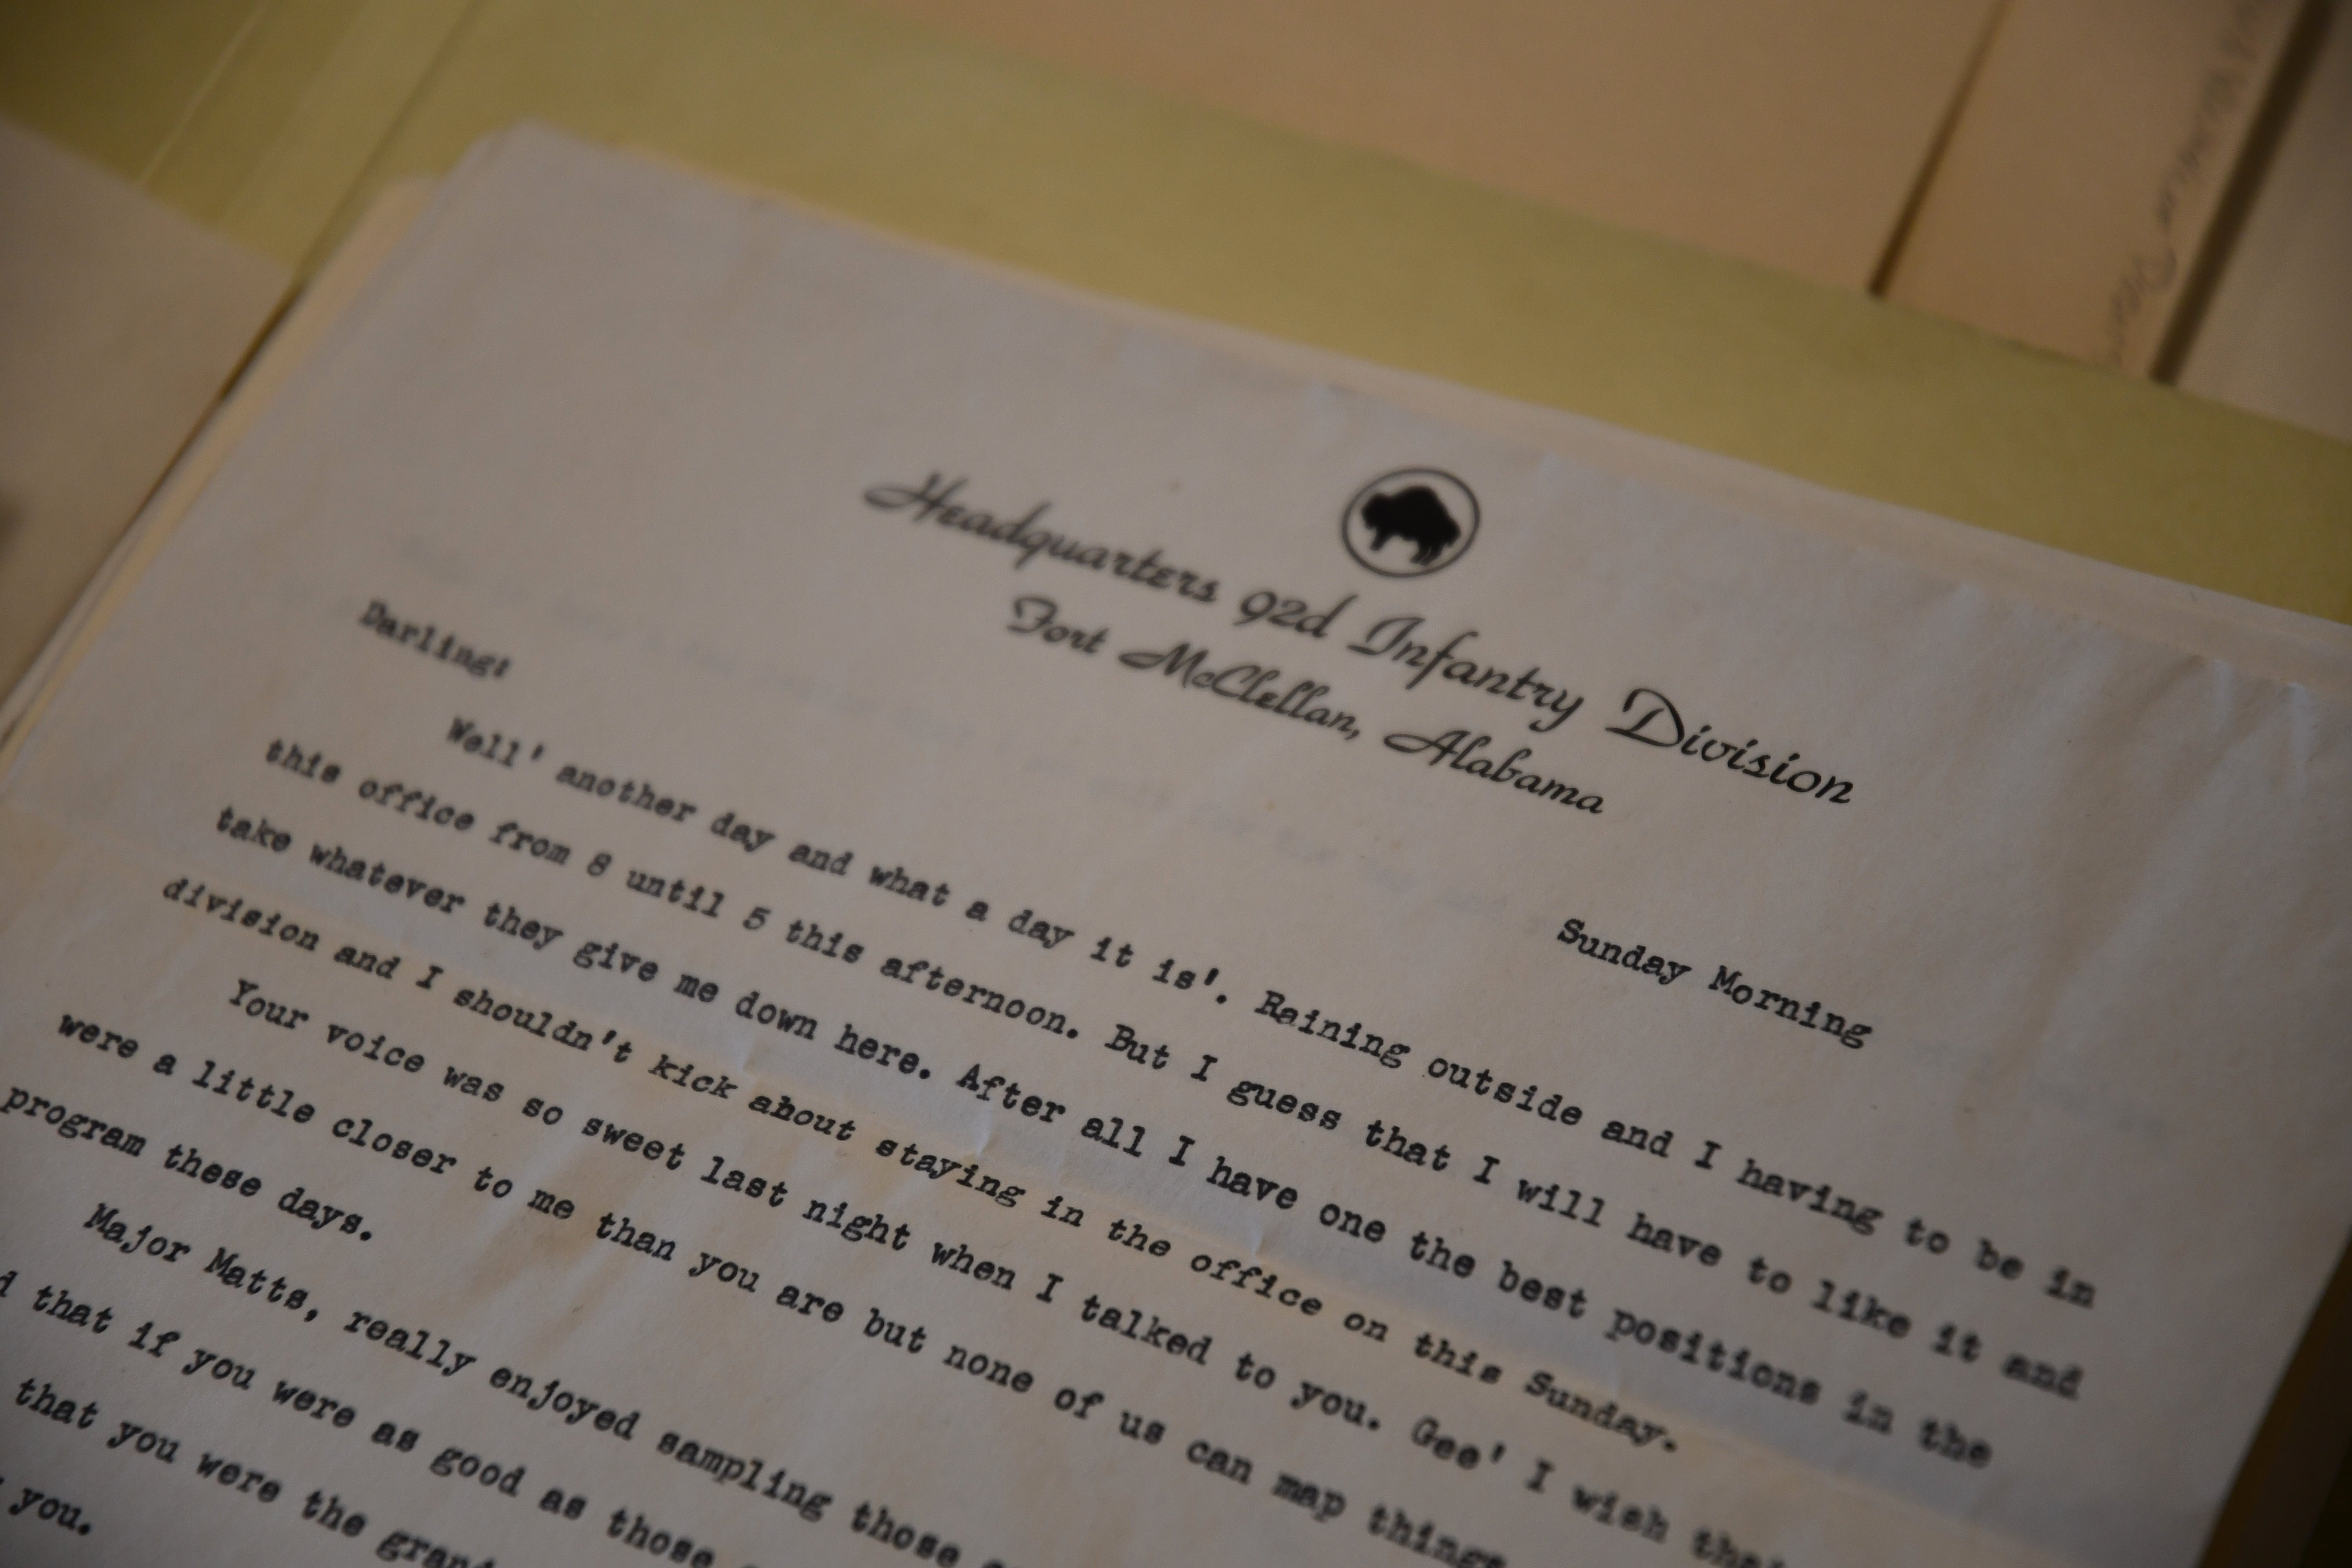 Headquarters 92d Infantry Division
Fort McClellan, Alabama
Sunday Morning
Darling:
Well' another day and what a day it is'. Raining outside and I having to be in
this office from 8 until 5 this afternoon. But I guess that I will have to like it and
take whatever they give me down here. After all I have one the best positions in the
division and I shouldn't kick about staying in the office on this Sunday.
Your voice was so sweet last night when I talked to you. Gee' I wish that
were a little closer to me than you are but none of us can map things
program these days.
Major Matts, really enjoyed sampling those
that if you were as good as those
that you were the
you.